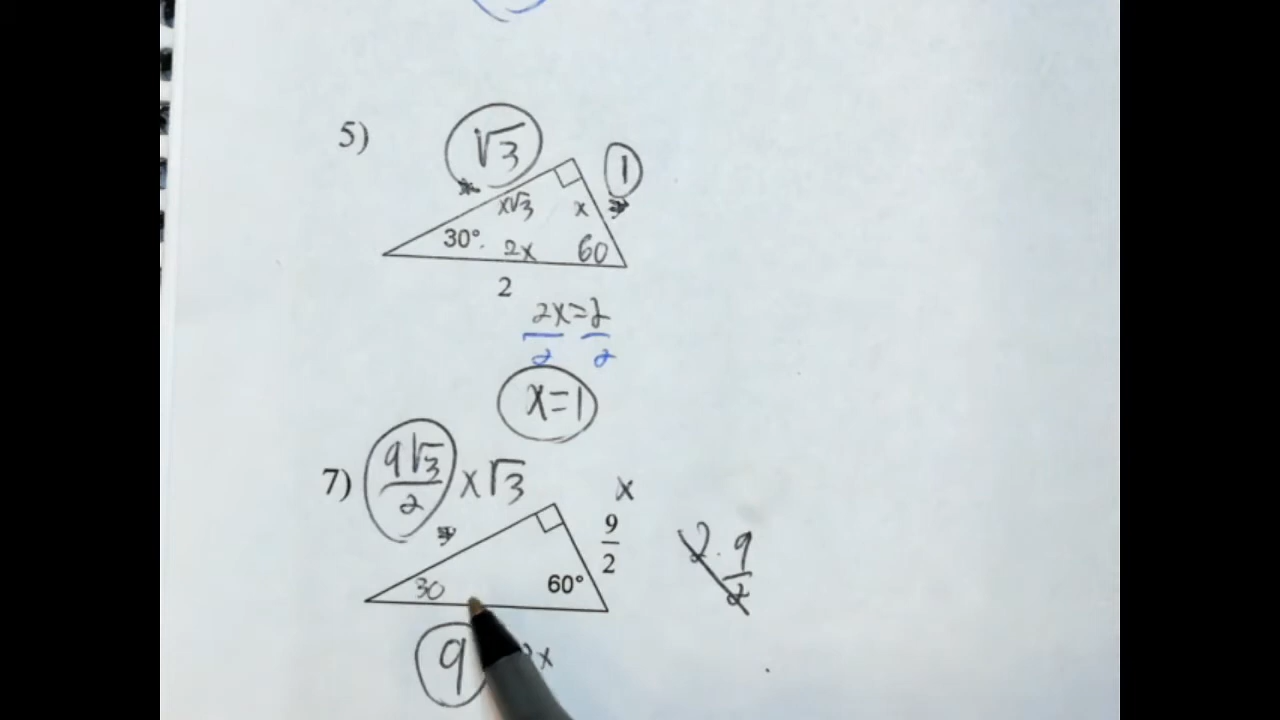 5)
√3
1
x√3
x
30°
2x
60
2
2x=2
2 2
x=1
7)
9√3/2
x√3
x
9/2
30
60°
9
x
2·9/2